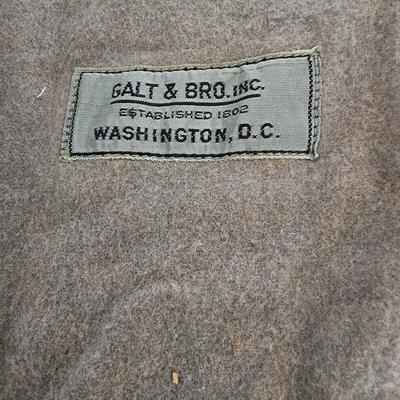 GALT & BRO. INC.
ESTABLISHED 1802
WASHINGTON, D.C.